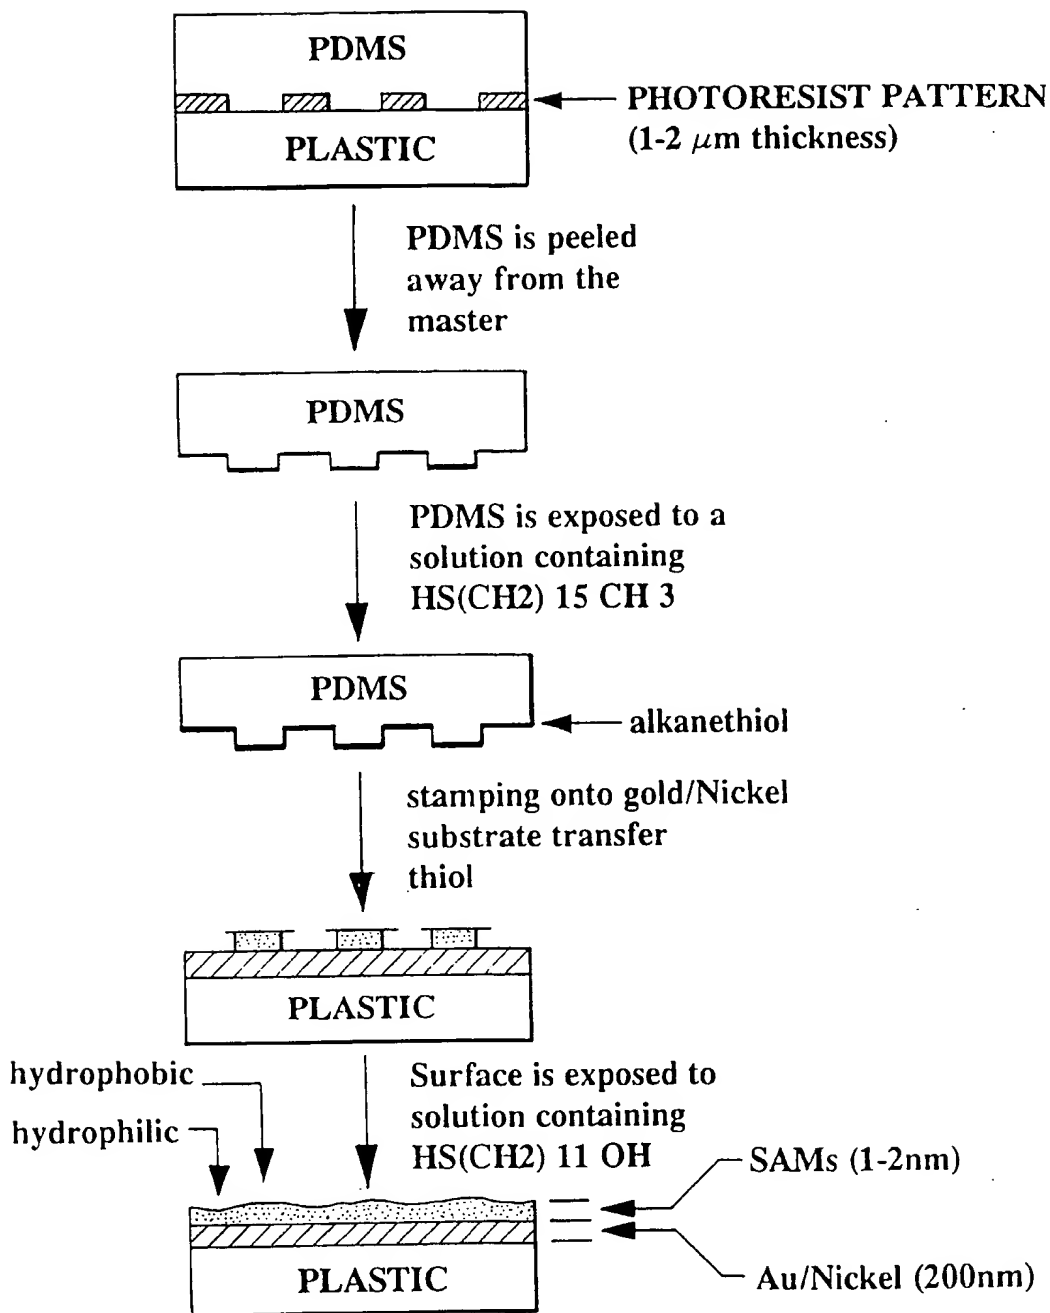 PDMS
PHOTORESIST PATTERN
(1-2 μm thickness)
PLASTIC
PDMS is peeled
away from the
master
PDMS
PDMS is exposed to a
solution containing
HS(CH2) 15 CH 3
PDMS
alkanethiol
stamping onto gold/Nickel
substrate transfer
thiol
PLASTIC
hydrophobic
hydrophilic
Surface is exposed to
solution containing
HS(CH2) 11 OH
SAMs (1-2nm)
PLASTIC
Au/Nickel (200nm)